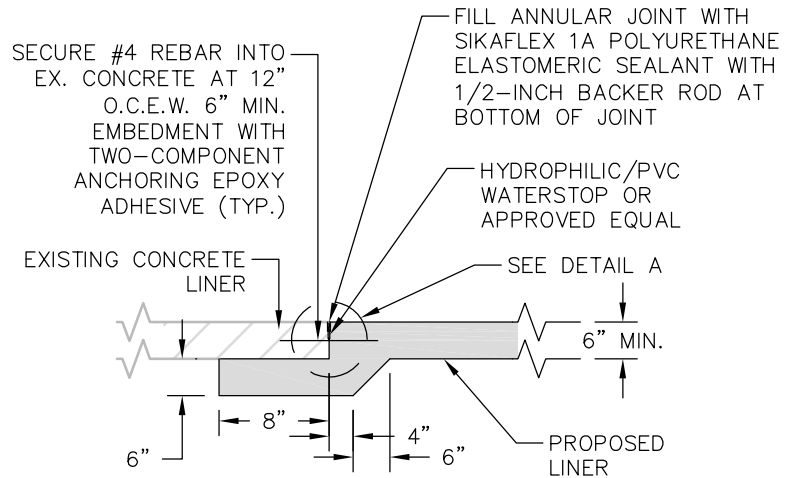 SECURE #4 REBAR INTO
EX. CONCRETE AT 12”
O.C.E.W. 6” MIN.
EMBEDMENT WITH
TWO-COMPONENT
ANCHORING EPOXY
ADHESIVE (TYP.)
FILL ANNULAR JOINT WITH
SIKAFLEX 1A POLYURETHANE
ELASTOMERIC SEALANT WITH
1/2-INCH BACKER ROD AT
BOTTOM OF JOINT
HYDROPHILIC/PVC
WATERSTOP OR
APPROVED EQUAL
EXISTING CONCRETE
LINER
SEE DETAIL A
6” MIN.
8”
4”
6”
6”
PROPOSED
LINER